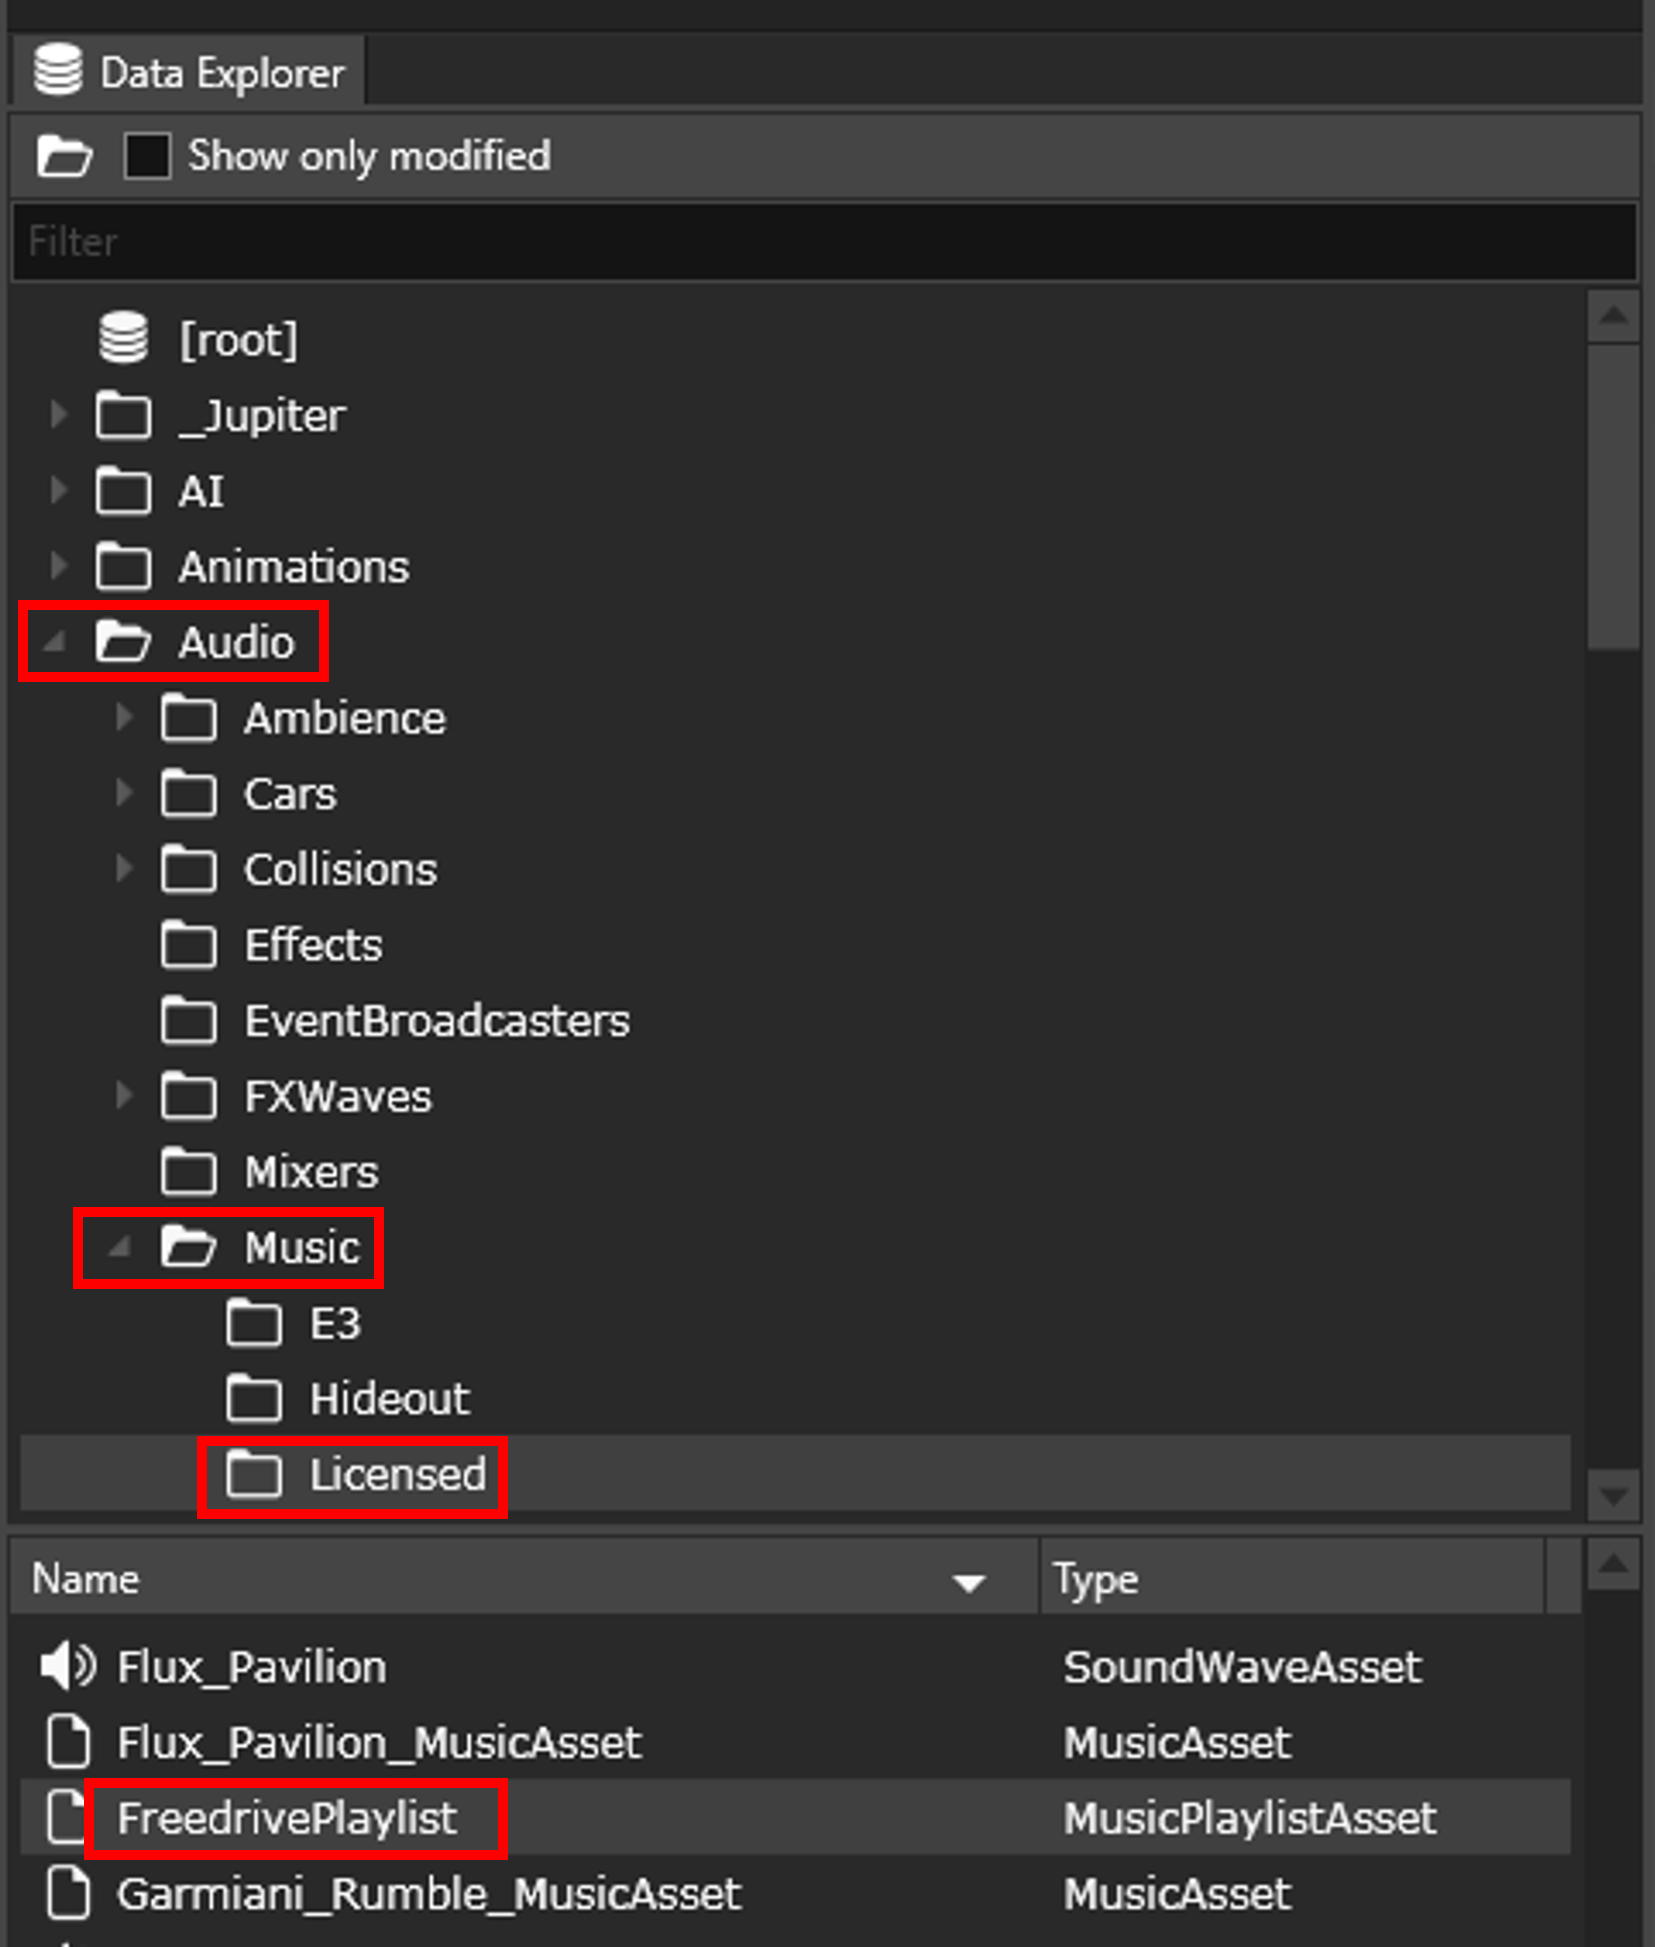 Data Explorer
Show only modified
Filter
[root]
_Jupiter
AI
Animations
Audio
Ambience
Cars
Collisions
Effects
EventBroadcasters
FXWaves
Mixers
Music
E3
Hideout
Licensed
Name Type
Flux_Pavilion SoundWaveAsset
Flux_Pavilion_MusicAsset MusicAsset
FreedrivePlaylist MusicPlaylistAsset
Garmiani_Rumble_MusicAsset MusicAsset